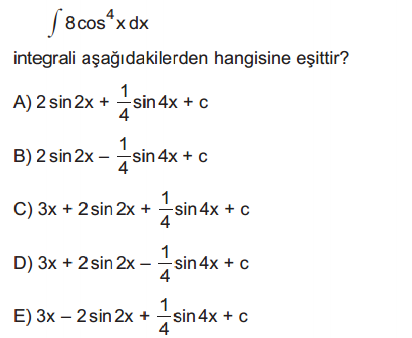 ∫ 8 cos⁴ x dx
integrali aşağıdakilerden hangisine eşittir?
A) 2 sin 2x + 1/4 sin 4x + c
B) 2 sin 2x – 1/4 sin 4x + c
C) 3x + 2 sin 2x + 1/4 sin 4x + c
D) 3x + 2 sin 2x – 1/4 sin 4x + c
E) 3x – 2 sin 2x + 1/4 sin 4x + c